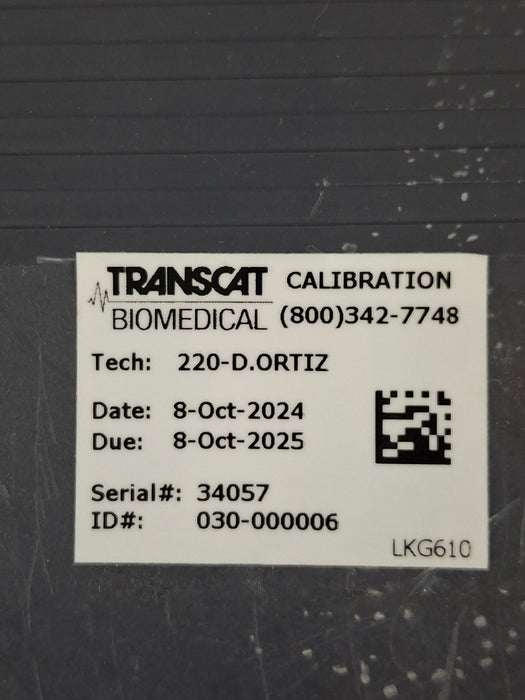 TRANSCAT CALIBRATION
BIOMEDICAL (800)342-7748
Tech: 220-D.ORTIZ
Date: 8-Oct-2024
Due: 8-Oct-2025
Serial#: 34057
ID#: 030-000006
LKG610